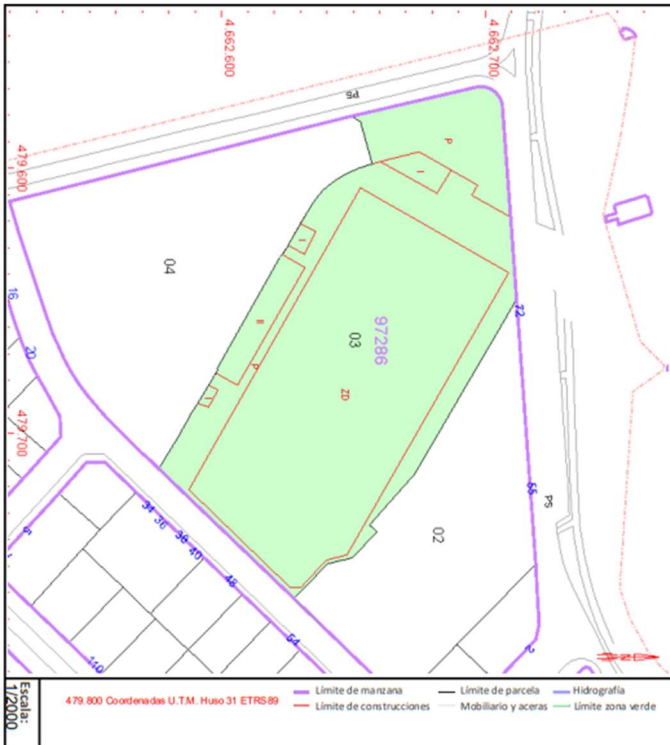 4.662.600
4.662.700
PS
479.600
P
I
04
I
16
72
97286
II
03
20
P
ZD
I
479.700
55
PS
34
36
02
38
40
48
54
2
110
N
Escala:
1/2000
479.800 Coordenadas U.T.M. Huso 31 ETRS89
Límite de manzana
Límite de parcela
Hidrografía
Límite de construcciones
Mobiliario y aceras
Límite zona verde